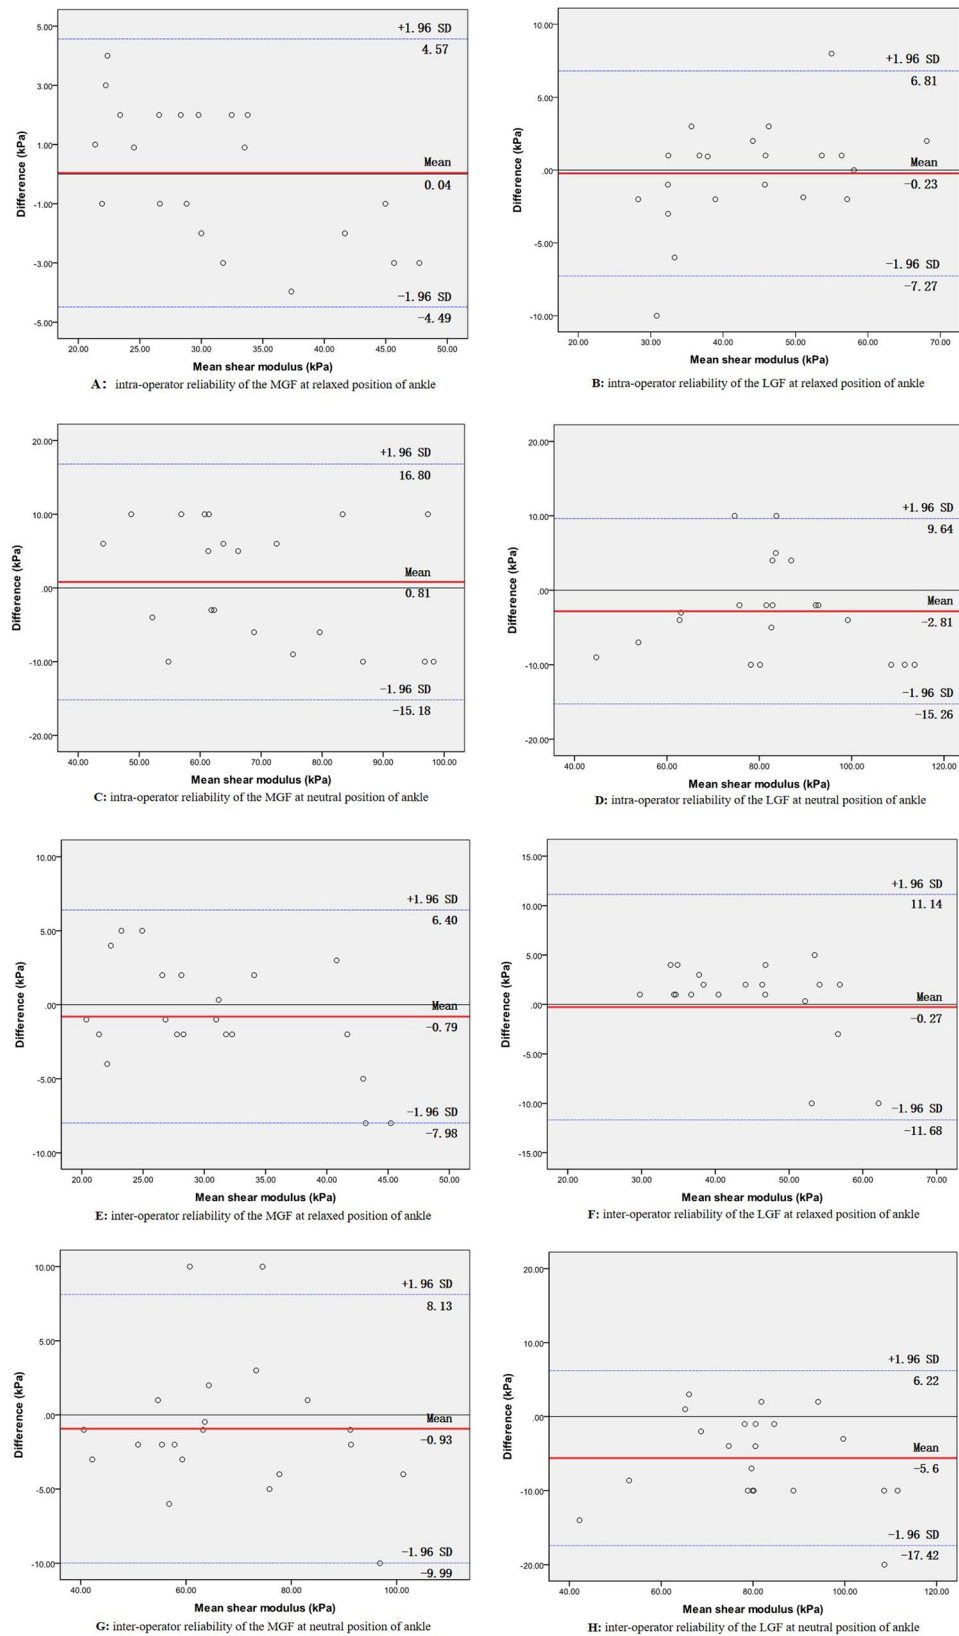 5.00
3.00
1.00
-1.00
-3.00
-5.00
Difference (kPa)
+1.96 SD
4.57
Mean
0.04
-1.96 SD
-4.49
20.00 25.00 30.00 35.00 40.00 45.00 50.00
Mean shear modulus (kPa)
A: intra-operator reliability of the MGF at relaxed position of ankle
10.00
5.00
.00
-5.00
-10.00
Difference (kPa)
+1.96 SD
6.81
Mean
-0.23
-1.96 SD
-7.27
20.00 30.00 40.00 50.00 60.00 70.00
Mean shear modulus (kPa)
B: intra-operator reliability of the LGF at relaxed position of ankle
20.00
10.00
.00
-10.00
-20.00
Difference (kPa)
+1.96 SD
16.80
Mean
0.81
-1.96 SD
-15.18
40.00 50.00 60.00 70.00 80.00 90.00 100.00
Mean shear modulus (kPa)
C: intra-operator reliability of the MGF at neutral position of ankle
20.00
10.00
.00
-10.00
-20.00
Difference (kPa)
+1.96 SD
9.64
Mean
-2.81
-1.96 SD
-15.26
40.00 60.00 80.00 100.00 120.00
Mean shear modulus (kPa)
D: intra-operator reliability of the LGF at neutral position of ankle
10.00
5.00
.00
-5.00
-10.00
Difference (kPa)
+1.96 SD
6.40
Mean
-0.79
-1.96 SD
-7.98
20.00 25.00 30.00 35.00 40.00 45.00 50.00
Mean shear modulus (kPa)
E: inter-operator reliability of the MGF at relaxed position of ankle
15.00
10.00
5.00
.00
-5.00
-10.00
-15.00
Difference (kPa)
+1.96 SD
11.14
Mean
-0.27
-1.96 SD
-11.68
20.00 30.00 40.00 50.00 60.00 70.00
Mean shear modulus (kPa)
F: inter-operator reliability of the LGF at relaxed position of ankle
10.00
5.00
.00
-5.00
-10.00
Difference (kPa)
+1.96 SD
8.13
Mean
-0.93
-1.96 SD
-9.99
40.00 60.00 80.00 100.00
Mean shear modulus (kPa)
G: inter-operator reliability of the MGF at neutral position of ankle
20.00
10.00
.00
-10.00
-20.00
Difference (kPa)
+1.96 SD
6.22
Mean
-5.6
-1.96 SD
-17.42
40.00 60.00 80.00 100.00 120.00
Mean shear modulus (kPa)
H: inter-operator reliability of the LGF at neutral position of ankle